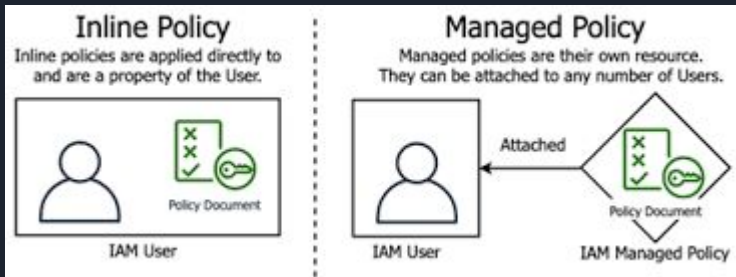 Inline Policy
Inline policies are applied directly to
and are a property of the User.
Policy Document
IAM User
Managed Policy
Managed policies are their own resource.
They can be attached to any number of Users.
Attached
Policy Document
IAM User
IAM Managed Policy